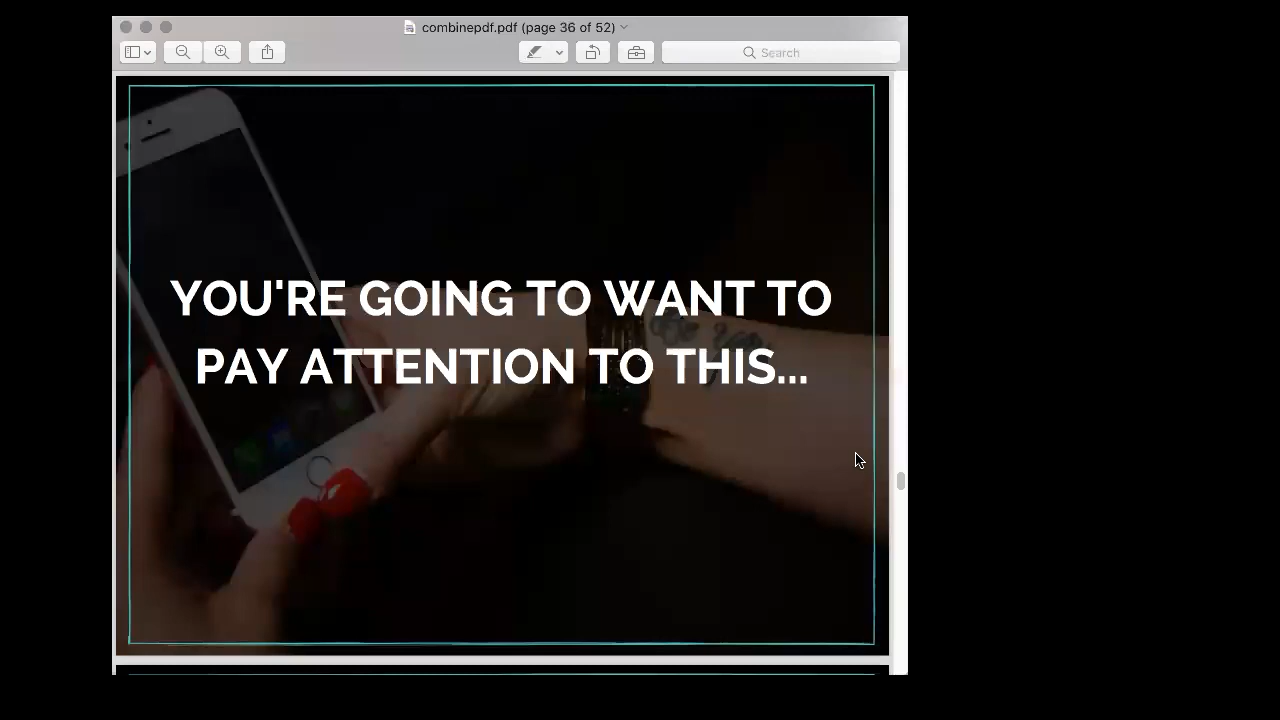 combinepdf.pdf (page 36 of 52)
Search
YOU'RE GOING TO WANT TO
PAY ATTENTION TO THIS...